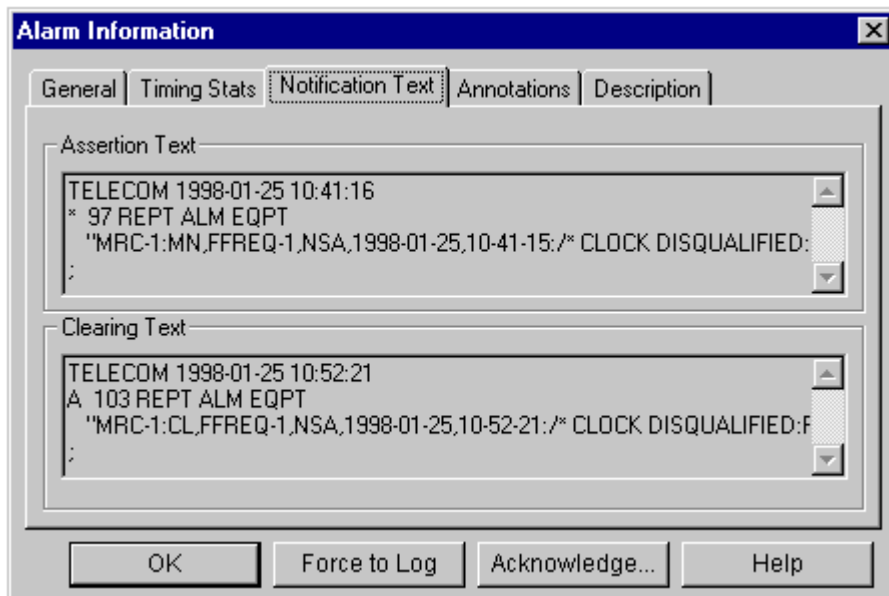 Alarm Information
General Timing Stats Notification Text Annotations Description
Assertion Text
TELECOM 1998-01-25 10:41:16
* 97 REPT ALM EQPT
"MRC-1:MN,FFREQ-1,NSA,1998-01-25,10-41-15:/* CLOCK DISQUALIFIED:
;
Clearing Text
TELECOM 1998-01-25 10:52:21
A 103 REPT ALM EQPT
"MRC-1:CL,FFREQ-1,NSA,1998-01-25,10-52-21:/* CLOCK DISQUALIFIED:F
;
OK Force to Log Acknowledge... Help